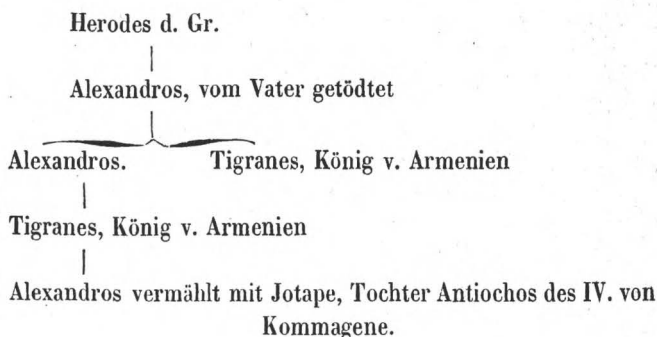 Herodes d. Gr.
Alexandros, vom Vater getödtet
Alexandros. Tigranes, König v. Armenien
Tigranes, König v. Armenien
Alexandros vermählt mit Jotape, Tochter Antiochos des IV. von
Kommagene.